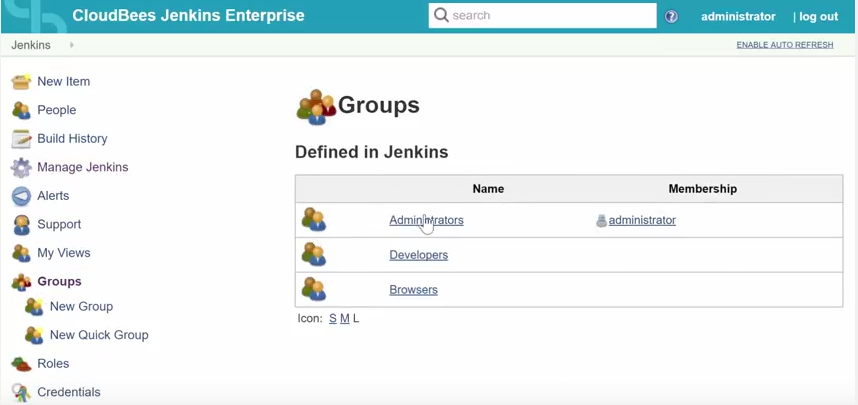 CloudBees Jenkins Enterprise
search
administrator
| log out
Jenkins
ENABLE AUTO REFRESH
New Item
People
Build History
Manage Jenkins
Alerts
Support
My Views
Groups
New Group
New Quick Group
Roles
Credentials
Groups
Defined in Jenkins
Name Membership
Administrators administrator
Developers
Browsers
Icon: S M L